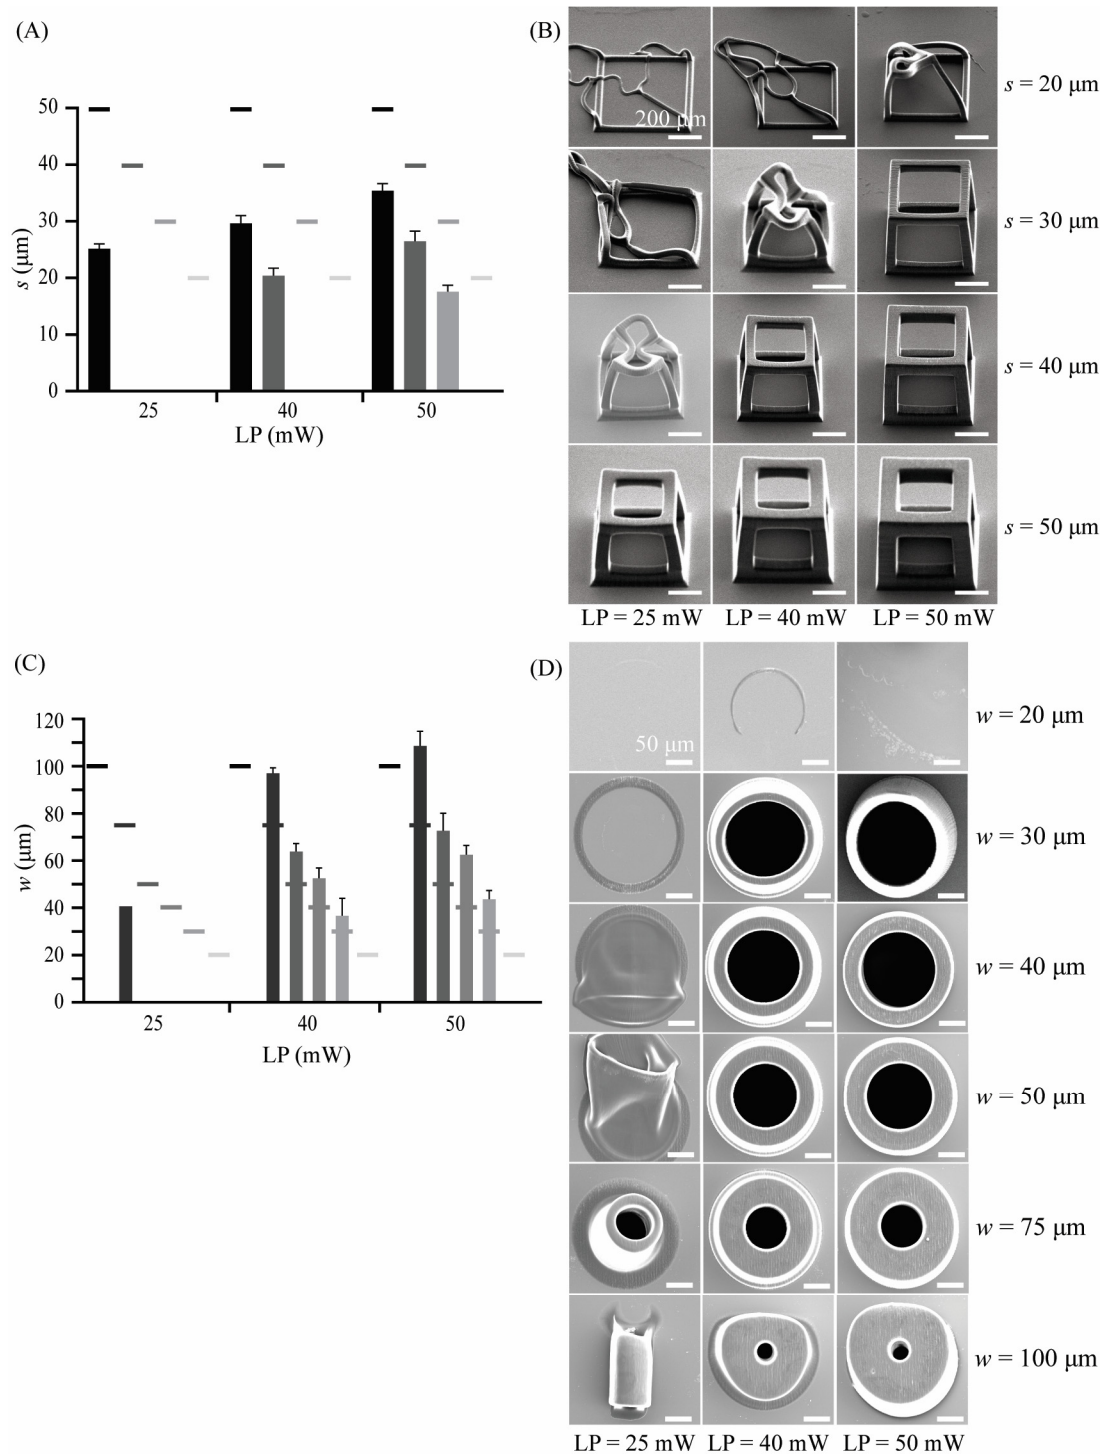 (A)
50
40
30
20
10
0
s (μm)
25 40 50
LP (mW)
(B)
200 μm
s = 20 μm
s = 30 μm
s = 40 μm
s = 50 μm
LP = 25 mW LP = 40 mW LP = 50 mW
(C)
120
100
80
60
40
20
0
w (μm)
25 40 50
LP (mW)
(D)
50 μm
w = 20 μm
w = 30 μm
w = 40 μm
w = 50 μm
w = 75 μm
w = 100 μm
LP = 25 mW LP = 40 mW LP = 50 mW